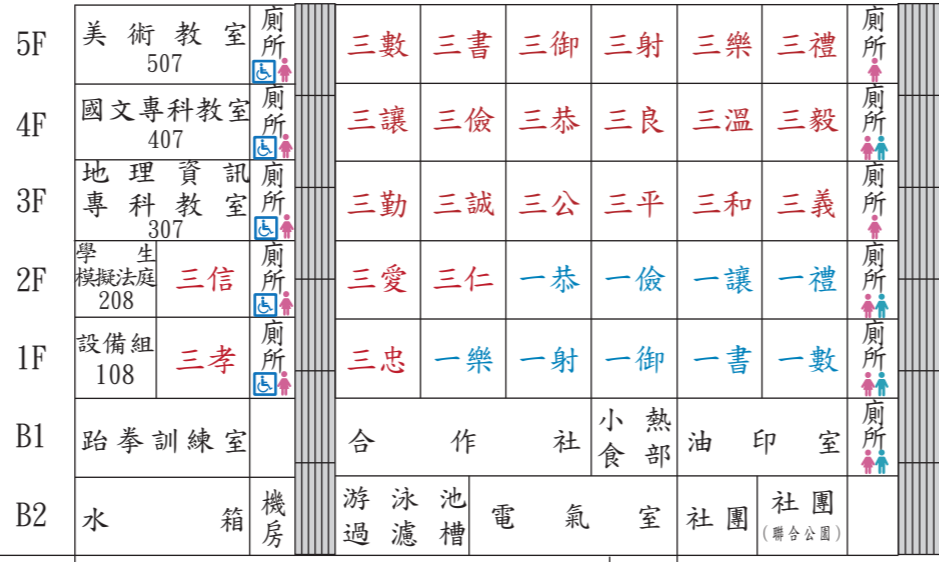 5F 美術教室 507 廁所 三數 三書 三御 三射 三樂 三禮 廁所
4F 國文專科教室 407 廁所 三讓 三儉 三恭 三良 三溫 三毅 廁所
3F 地理資訊專科教室 307 廁所 三勤 三誠 三公 三平 三和 三義 廁所
2F 學生模擬法庭 208 三信 廁所 三愛 三仁 一恭 一儉 一讓 一禮 廁所
1F 設備組 108 三孝 廁所 三忠 一樂 一射 一御 一書 一數 廁所
B1 跆拳訓練室 合作社 小熱食部 油印室 廁所
B2 水箱 機房 游泳池過濾槽 電氣室 社團 社團(聯合公園)